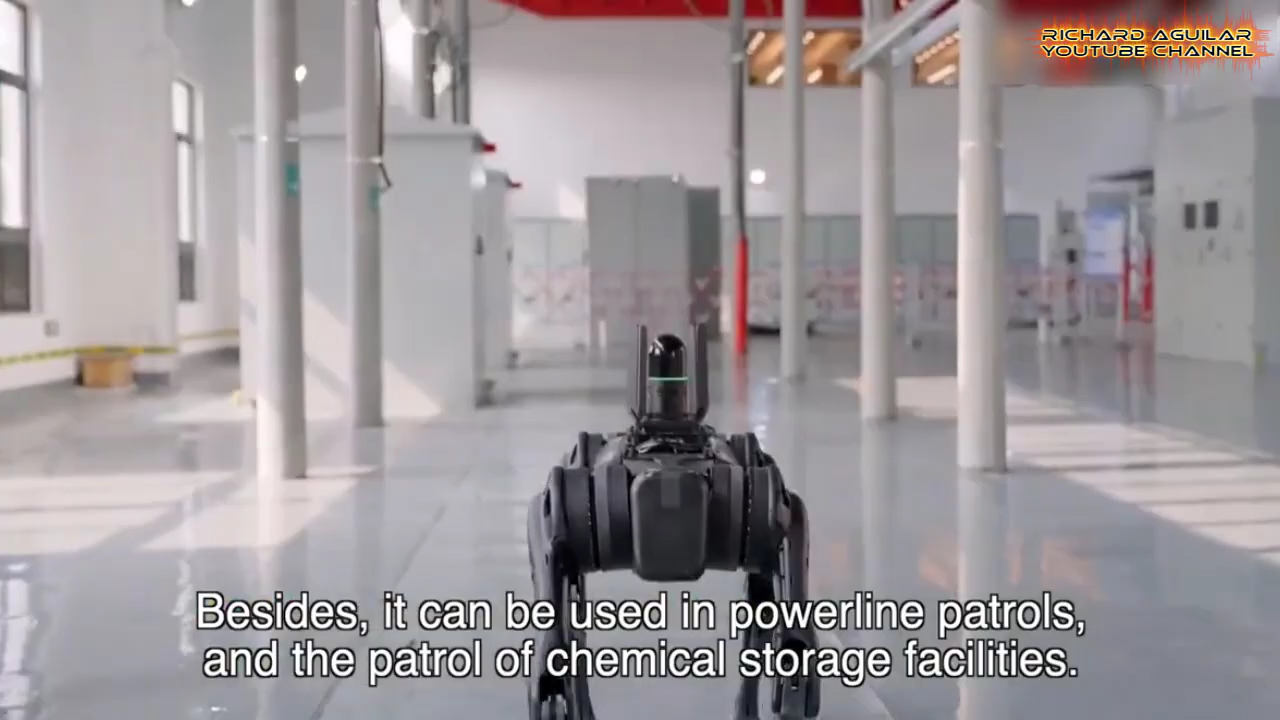 RICHARD AGUILAR
YOUTUBE CHANNEL
Besides, it can be used in powerline patrols,
and the patrol of chemical storage facilities.